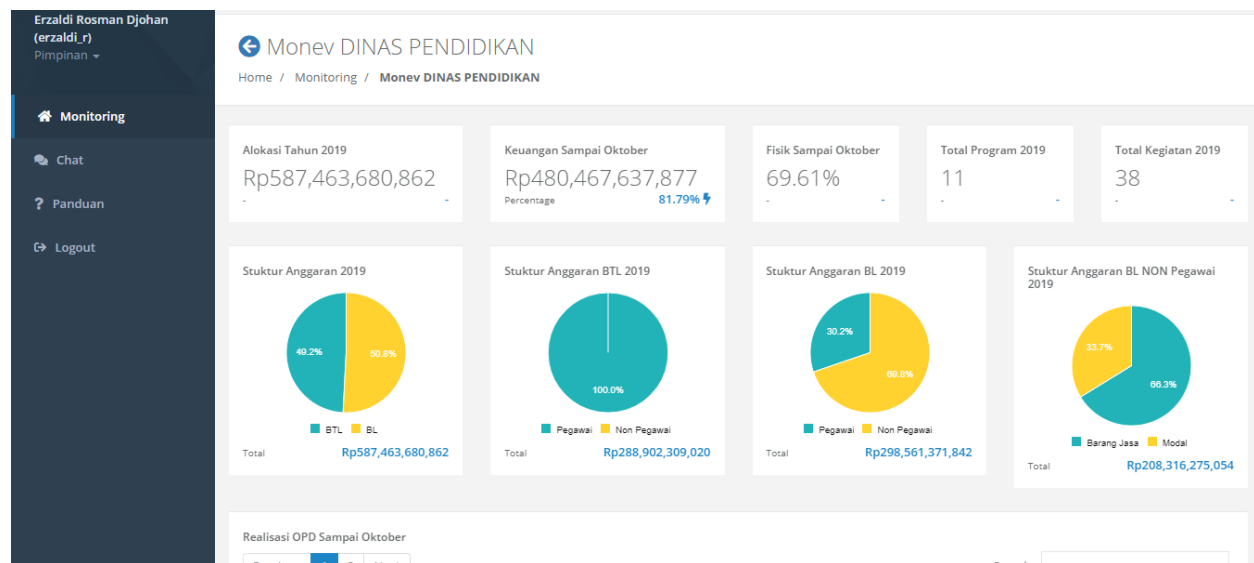 Erzaldi Rosman Djohan
(erzaldi_r)
Pimpinan
Monitoring
Chat
Panduan
Logout
Monev DINAS PENDIDIKAN
Home / Monitoring / Monev DINAS PENDIDIKAN
Alokasi Tahun 2019
Rp587,463,680,862
- -
Keuangan Sampai Oktober
Rp480,467,637,877
Percentage 81.79%
Fisik Sampai Oktober
69.61%
- -
Total Program 2019
11
- -
Total Kegiatan 2019
38
- -
Stuktur Anggaran 2019
49.2% 50.8%
BTL BL
Total Rp587,463,680,862
Stuktur Anggaran BTL 2019
100.0%
Pegawai Non Pegawai
Total Rp288,902,309,020
Stuktur Anggaran BL 2019
30.2%
69.8%
Pegawai Non Pegawai
Total Rp298,561,371,842
Stuktur Anggaran BL NON Pegawai
2019
33.7%
66.3%
Barang Jasa Modal
Total Rp208,316,275,054
Realisasi OPD Sampai Oktober